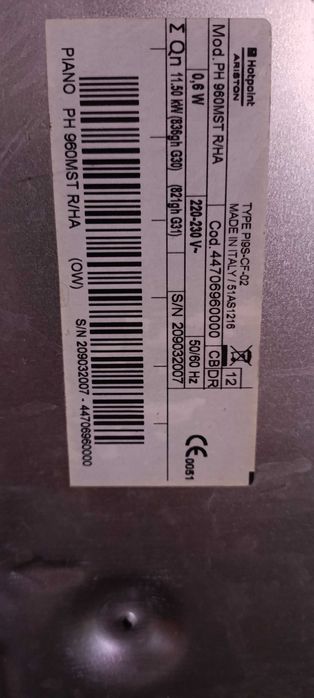 Hotpoint
ARISTON
TYPE PI9S-CF-02
MADE IN ITALY / 51AS1216
12
Mod. PH 960MST R/HA Cod. 44706960000 CBDR
0,6 W 220-230 V~ 50/60 Hz
Σ Qn 11.50 kW (836gh G30) (821gh G31) S/N 209032007
CE 0051
PIANO PH 960MST R/HA (OW)
S/N 209032007 - 44706960000